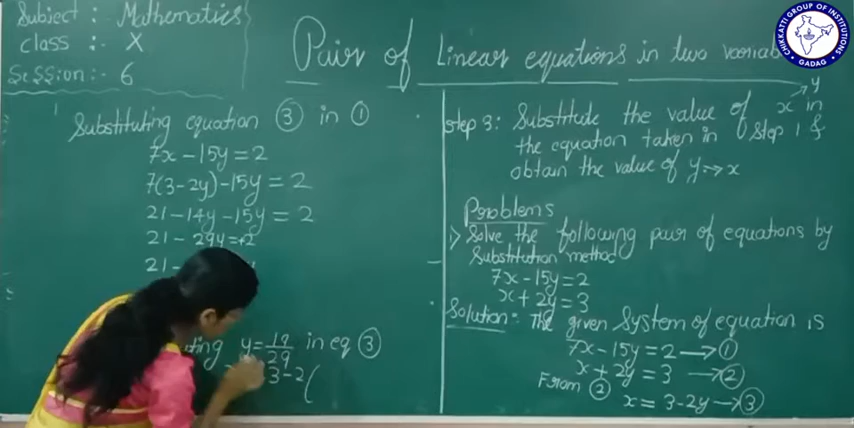 Subject :- Mathematics
Class :- X
Session :- 6
Pair of Linear equations in two variab
Substituting equation ③ in ①
7x - 15y = 2
7(3-2y) - 15y = 2
21 - 14y - 15y = 2
21 - 29y = 2
21 -
y = 19/29 in eq ③
3 - 2(
Step 3: Substitute the value of x in
y
the equation taken in Step 1 &
obtain the value of y → x
Problems
1) Solve the following pair of equations by
Substitution method
7x - 15y = 2
x + 2y = 3
Solution:- The given System of equation is
7x - 15y = 2 → ①
x + 2y = 3 → ②
From ②
x = 3 - 2y → ③
CHIKKATTI GROUP OF INSTITUTIONS
GADAG